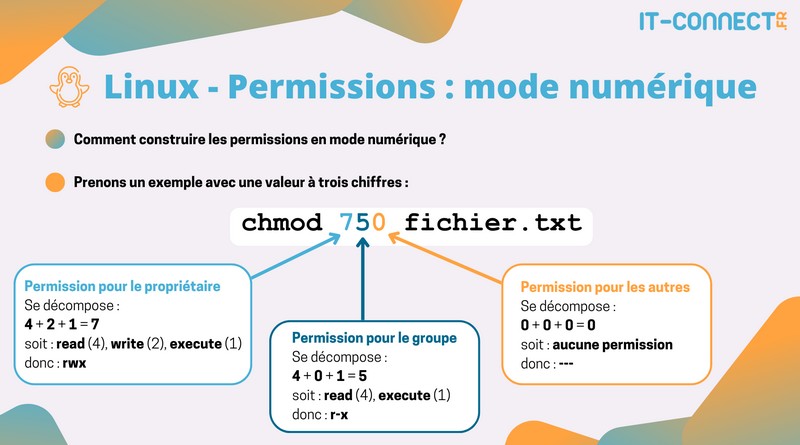 IT-CONNECT.FR
Linux - Permissions : mode numérique
Comment construire les permissions en mode numérique ?
Prenons un exemple avec une valeur à trois chiffres :
chmod 750 fichier.txt
Permission pour le propriétaire
Se décompose :
4 + 2 + 1 = 7
soit : read (4), write (2), execute (1)
donc : rwx
Permission pour le groupe
Se décompose :
4 + 0 + 1 = 5
soit : read (4), execute (1)
donc : r-x
Permission pour les autres
Se décompose :
0 + 0 + 0 = 0
soit : aucune permission
donc : ---